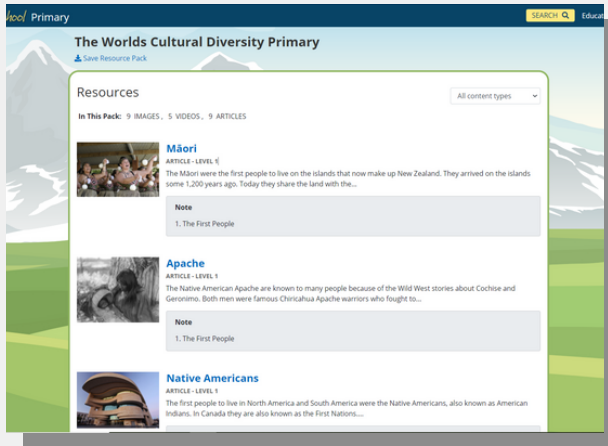 Primary
SEARCH
The Worlds Cultural Diversity Primary
Save Resource Pack
Resources
All content types
In This Pack: 9 IMAGES, 5 VIDEOS, 9 ARTICLES
Māori
ARTICLE - LEVEL 1
The Māori were the first people to live on the islands that now make up New Zealand. They arrived on the islands
some 1,200 years ago. Today they share the land with the...
Note
1. The First People
Apache
ARTICLE - LEVEL 1
The Native American Apache are known to many people because of the Wild West stories about Cochise and
Geronimo. Both men were famous Chiricahua Apache warriors who fought to...
Note
1. The First People
Native Americans
ARTICLE - LEVEL 1
The first people to live in North America and South America were the Native Americans, also known as American
Indians. In Canada they are also known as the First Nations....